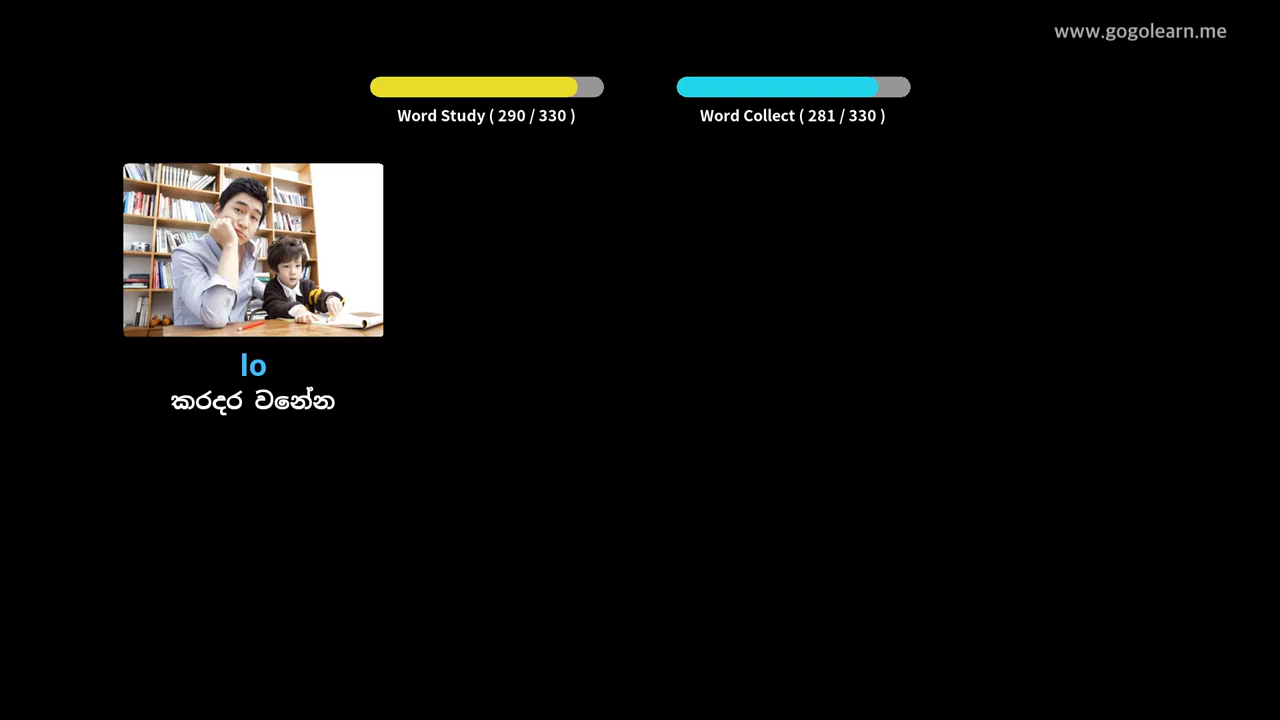 www.gogolearn.me
Word Study ( 290 / 330 )
Word Collect ( 281 / 330 )
lo
කරදර වනේන